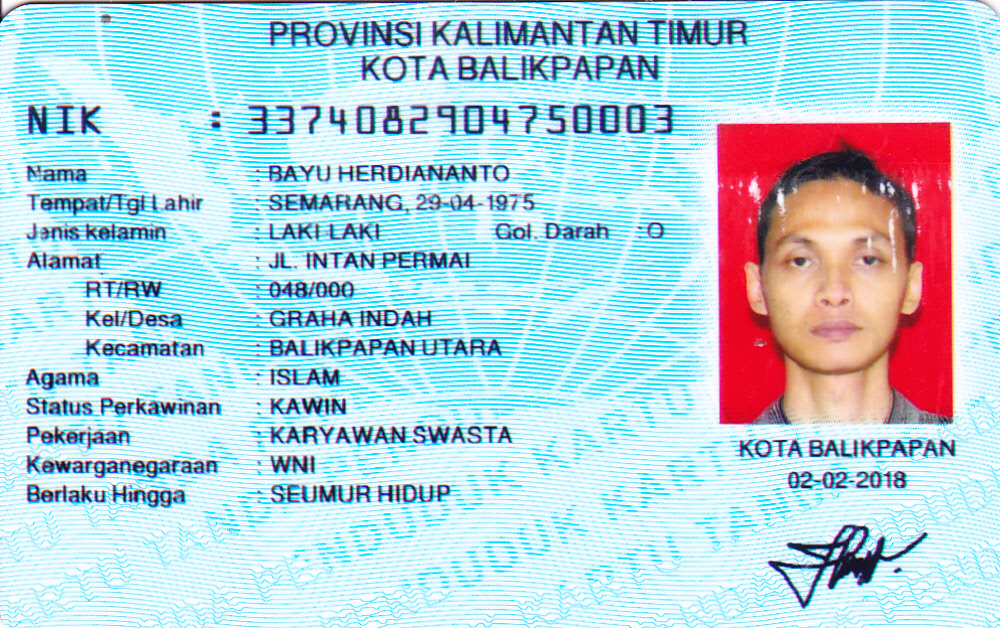 PROVINSI KALIMANTAN TIMUR
KOTA BALIKPAPAN
NIK : 3374082904750003
Nama : BAYU HERDIANANTO
Tempat/Tgl Lahir : SEMARANG, 29-04-1975
Jenis kelamin : LAKI LAKI Gol. Darah : O
Alamat : JL. INTAN PERMAI
RT/RW : 048/000
Kel/Desa : GRAHA INDAH
Kecamatan : BALIKPAPAN UTARA
Agama : ISLAM
Status Perkawinan : KAWIN
Pekerjaan : KARYAWAN SWASTA
Kewarganegaraan : WNI
Berlaku Hingga : SEUMUR HIDUP
KOTA BALIKPAPAN
02-02-2018